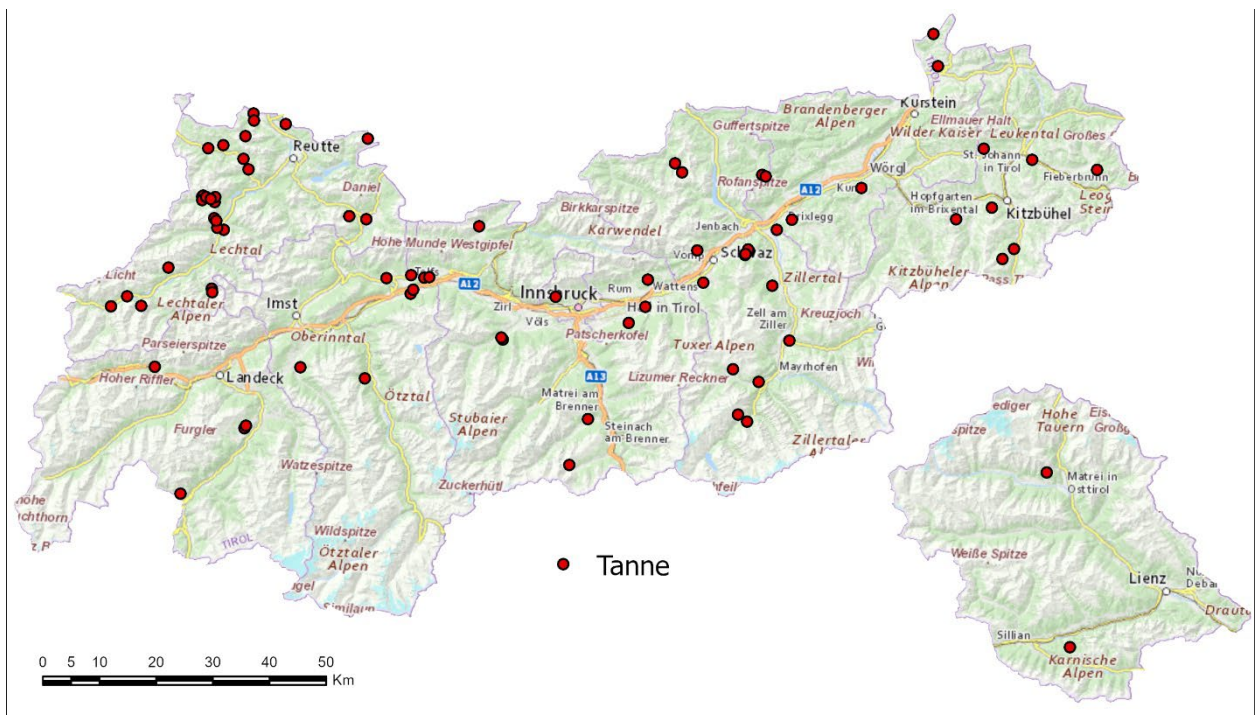 Kufstein
Brandenberger
Alpen
Ellmauer Halt
Guffertspitze
Wilder Kaiser
Leukental
Großes
Reutte
St. Johann
in Tirol
Wörgl
Fieberbrunn
Rofanspitze
A12
Daniel
Hopfgarten
im Brixental
Kitzbühel
Birkkarspitze
Karwendel
Jenbach
Brixlegg
Hohe Munde
Westgipfel
Lechtal
Schwaz
Vomp
Zillertal
Kitzbüheler
Alpen
Licht
Telfs
A12
Innsbruck
Rum
Wattens
Lechtaler
Alpen
Imst
Zirl
Hall in Tirol
Völs
Zell am
Ziller
Kreuzjoch
Oberinntal
Patscherkofel
Parseierspitze
Tuxer Alpen
Hoher Riffler
Landeck
A13
Lizumer Reckner
Mayrhofen
Ötztal
Matrei am
Brenner
Stubaier
Alpen
Furgler
Steinach
am Brenner
Zillertaler
Hohe
Tauern
Watzespitze
Zuckerhütl
Matrei in
Osttirol
Wildspitze
TIROL
Ötztaler
Alpen
Weiße Spitze
Tanne
Lienz
Similaun
Sillian
Karnische
Alpen
0 5 10 20 30 40 50
Km